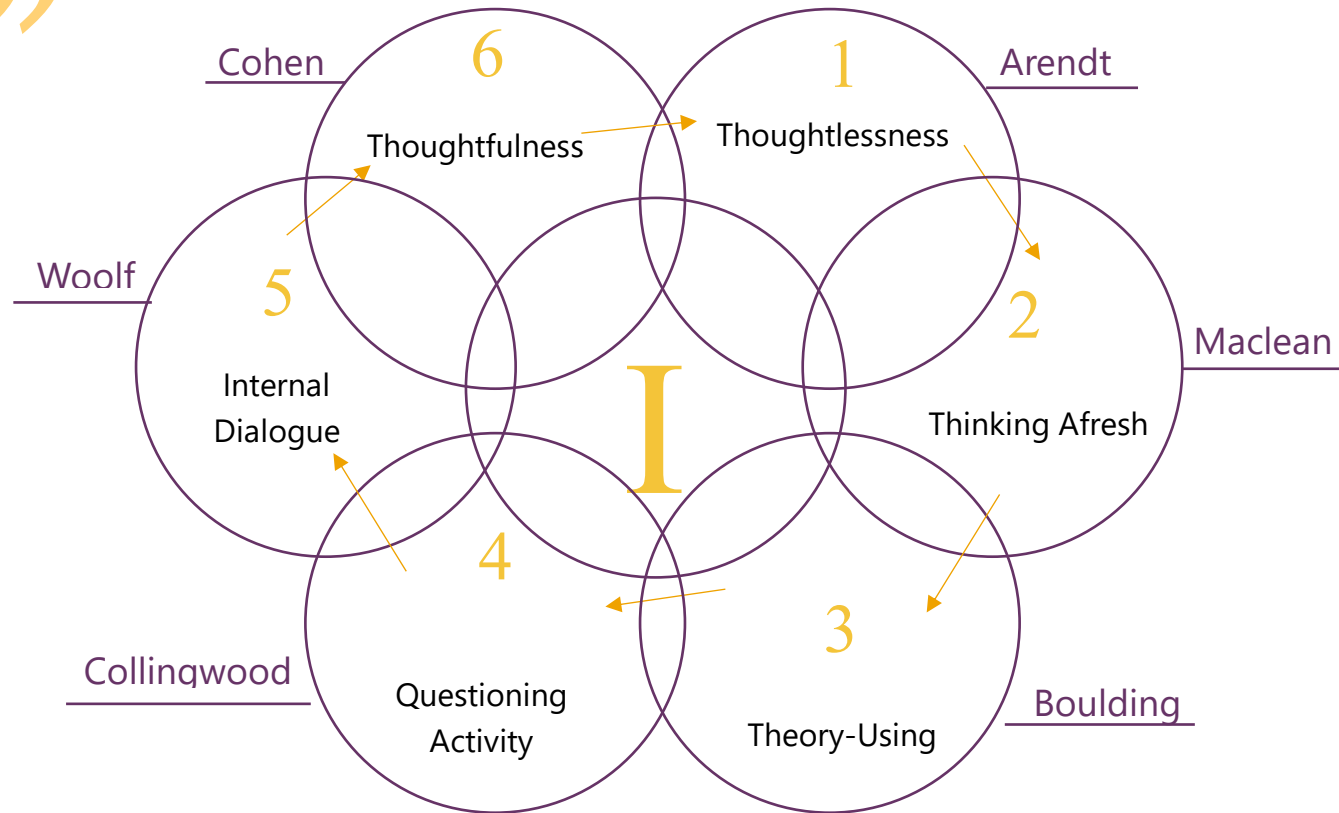 Cohen
6
1
Arendt
Thoughtfulness
Thoughtlessness
Woolf
5
2
Maclean
Internal
Dialogue
I
Thinking Afresh
4
3
Collingwood
Questioning
Activity
Theory-Using
Boulding